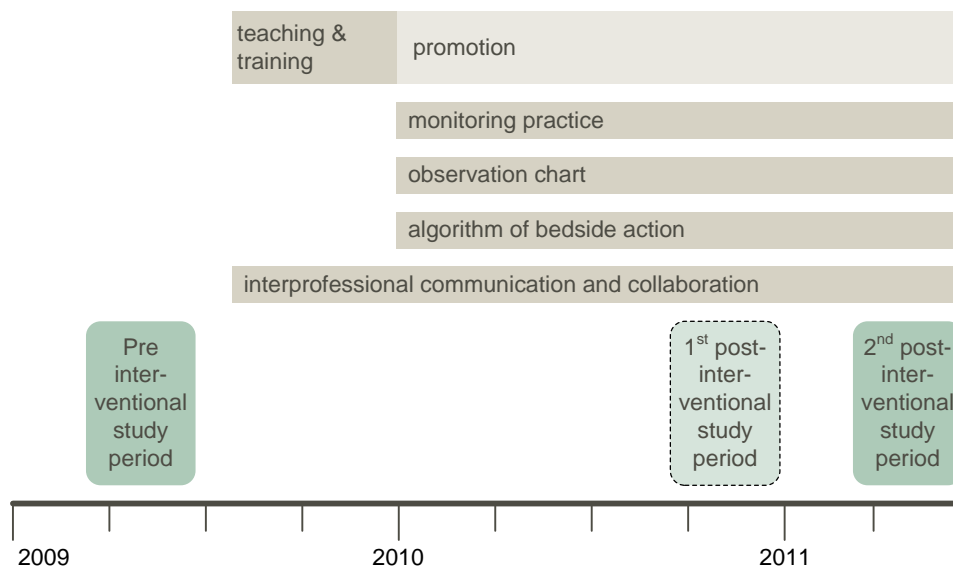 teaching &
training
promotion
monitoring practice
observation chart
algorithm of bedside action
interprofessional communication and collaboration
Pre
inter-
ventional
study
period
1st post-
inter-
ventional
study
period
2nd post-
inter-
ventional
study
period
2009
2010
2011